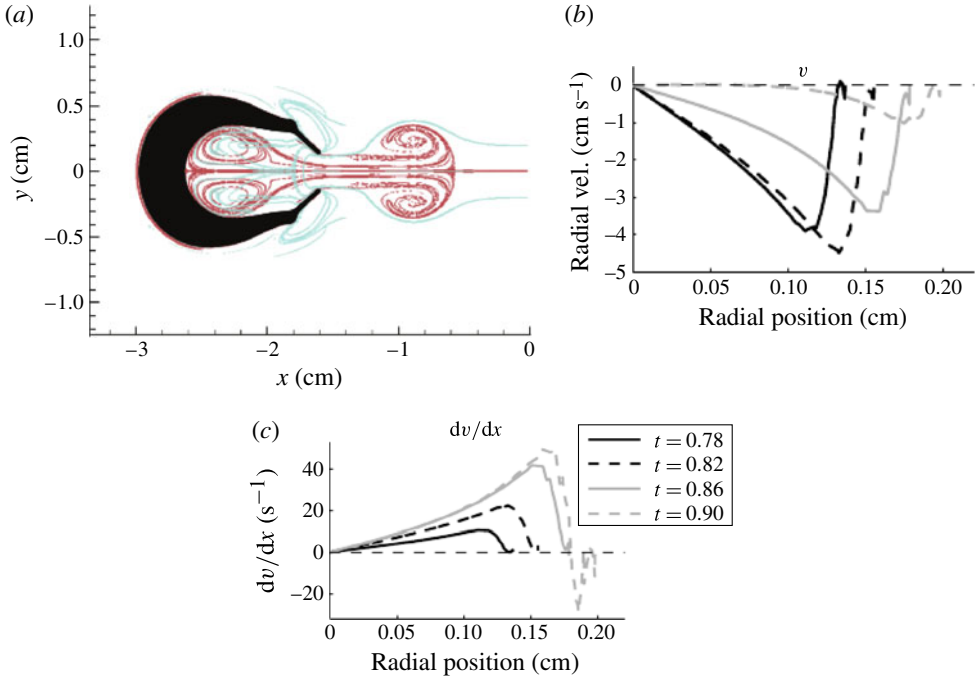 (a)
1.0
0.5
0
−0.5
−1.0
y (cm)
−3
−2
−1
0
x (cm)
(b)
v
0
−1
−2
−3
−4
−5
Radial vel. (cm s−1)
0
0.05
0.10
0.15
0.20
Radial position (cm)
(c)
dv/dx
40
20
0
−20
dv/dx (s−1)
0
0.05
0.10
0.15
0.20
Radial position (cm)
t = 0.78
t = 0.82
t = 0.86
t = 0.90